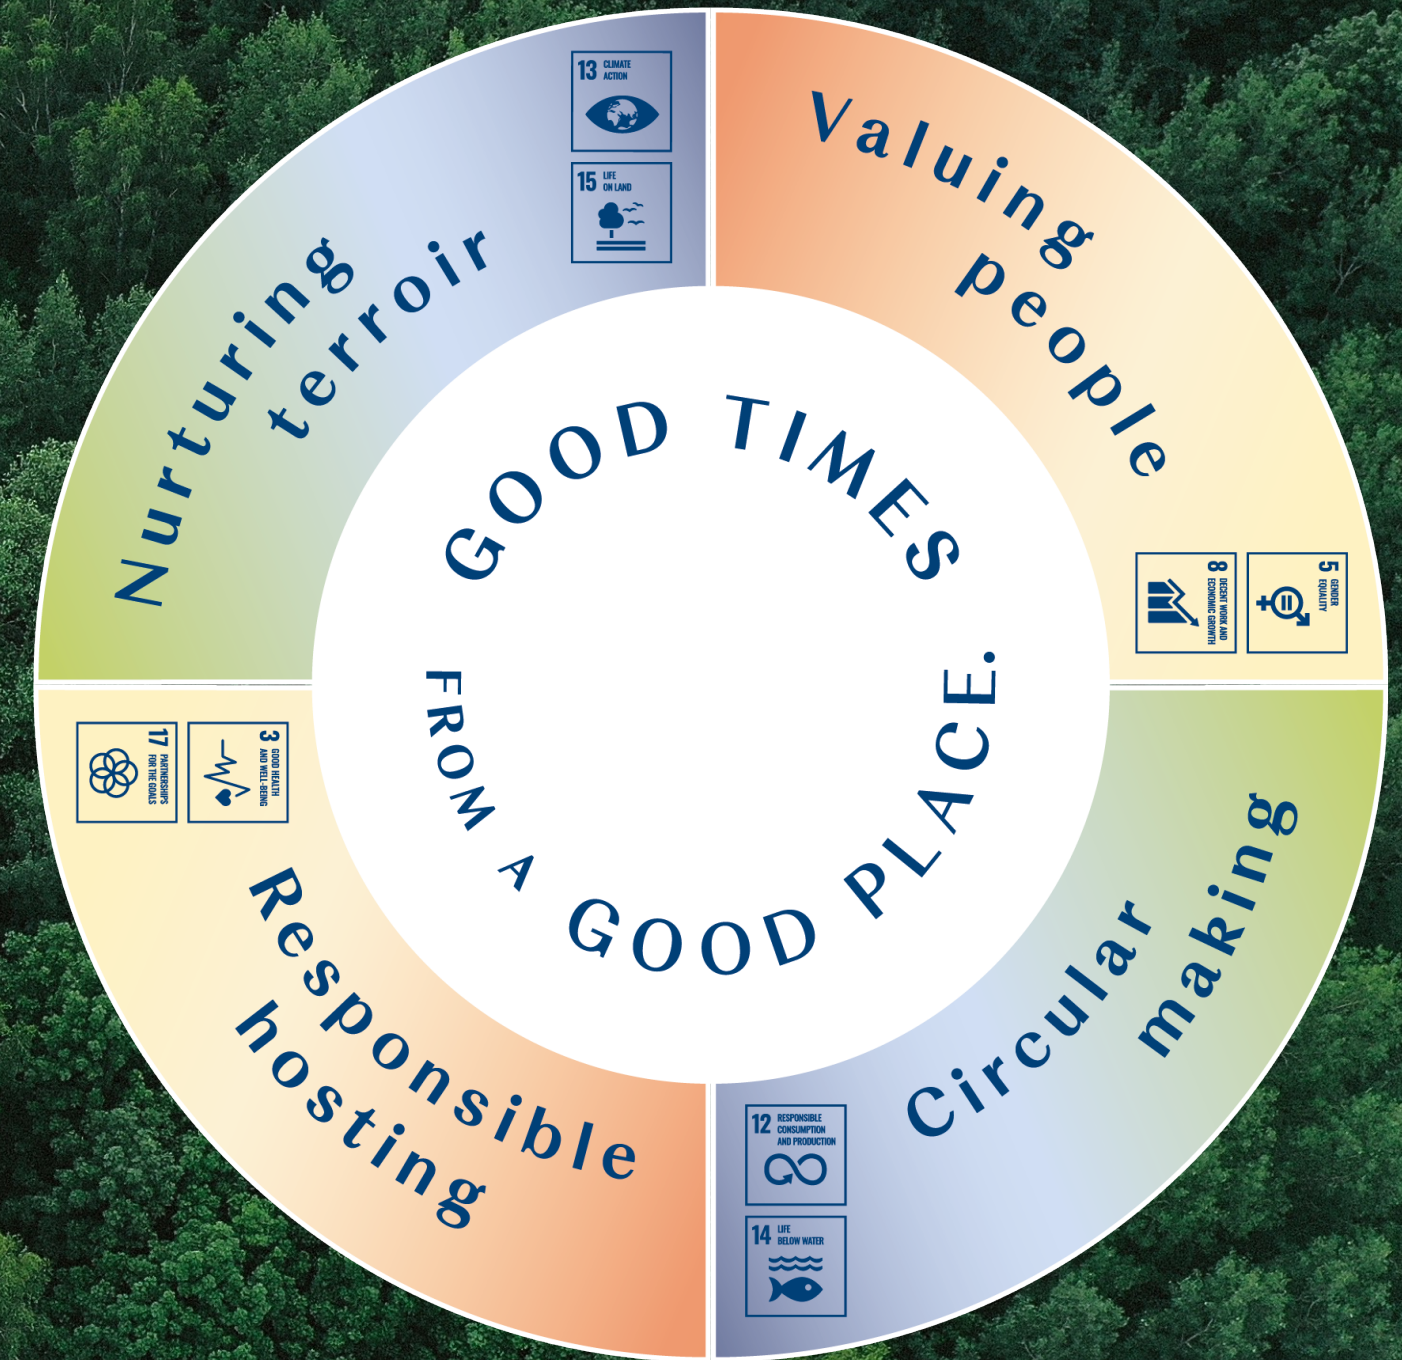 13 CLIMATE
ACTION
15 LIFE
ON LAND
Nurturing
terroir
Valuing
people
5 GENDER
EQUALITY
8 DECENT WORK AND
ECONOMIC GROWTH
GOOD TIMES
FROM A GOOD PLACE.
3 GOOD HEALTH
AND WELL-BEING
17 PARTNERSHIPS
FOR THE GOALS
Responsible
hosting
12 RESPONSIBLE
CONSUMPTION
AND PRODUCTION
14 LIFE
BELOW WATER
Circular
making